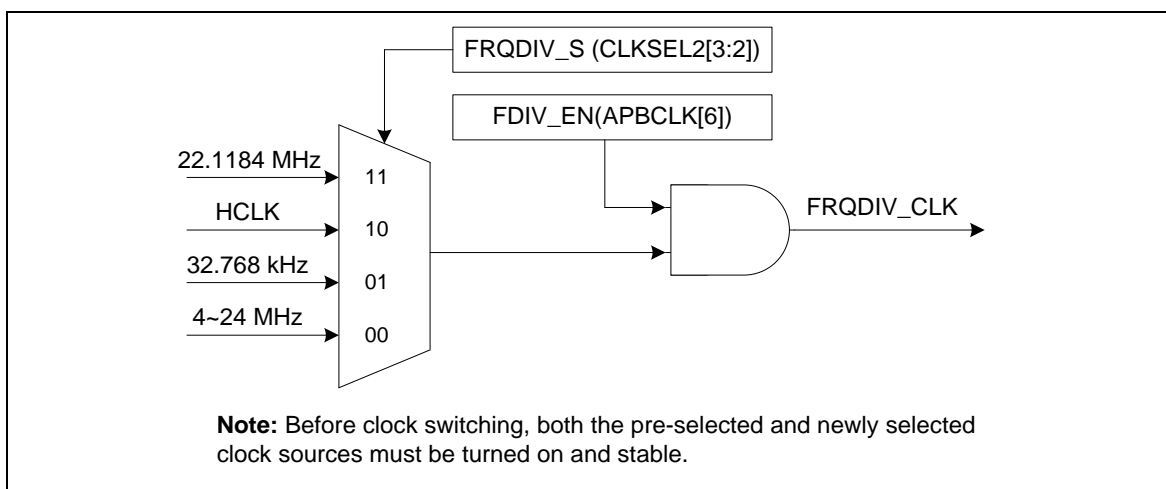 FRQDIV_S (CLKSEL2[3:2])
FDIV_EN(APBCLK[6])
22.1184 MHz
11
HCLK
10
FRQDIV_CLK
32.768 kHz
01
4~24 MHz
00
Note: Before clock switching, both the pre-selected and newly selected
clock sources must be turned on and stable.